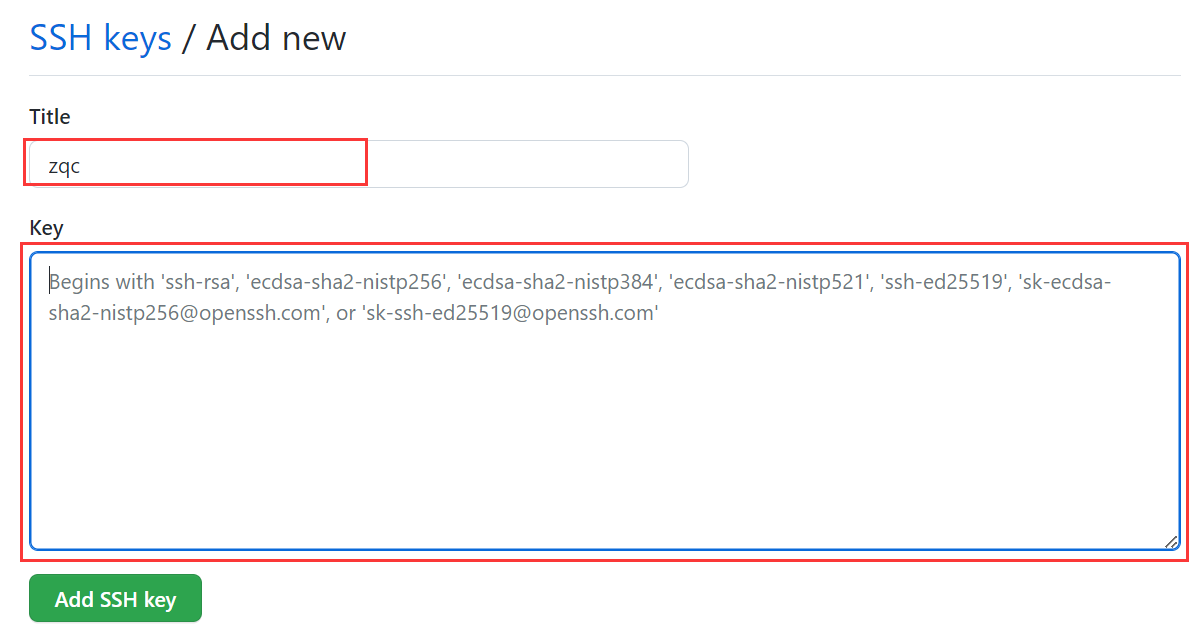 SSH keys / Add new
Title
zqc
Key
Begins with 'ssh-rsa', 'ecdsa-sha2-nistp256', 'ecdsa-sha2-nistp384', 'ecdsa-sha2-nistp521', 'ssh-ed25519', 'sk-ecdsa-
sha2-nistp256@openssh.com', or 'sk-ssh-ed25519@openssh.com'
Add SSH key